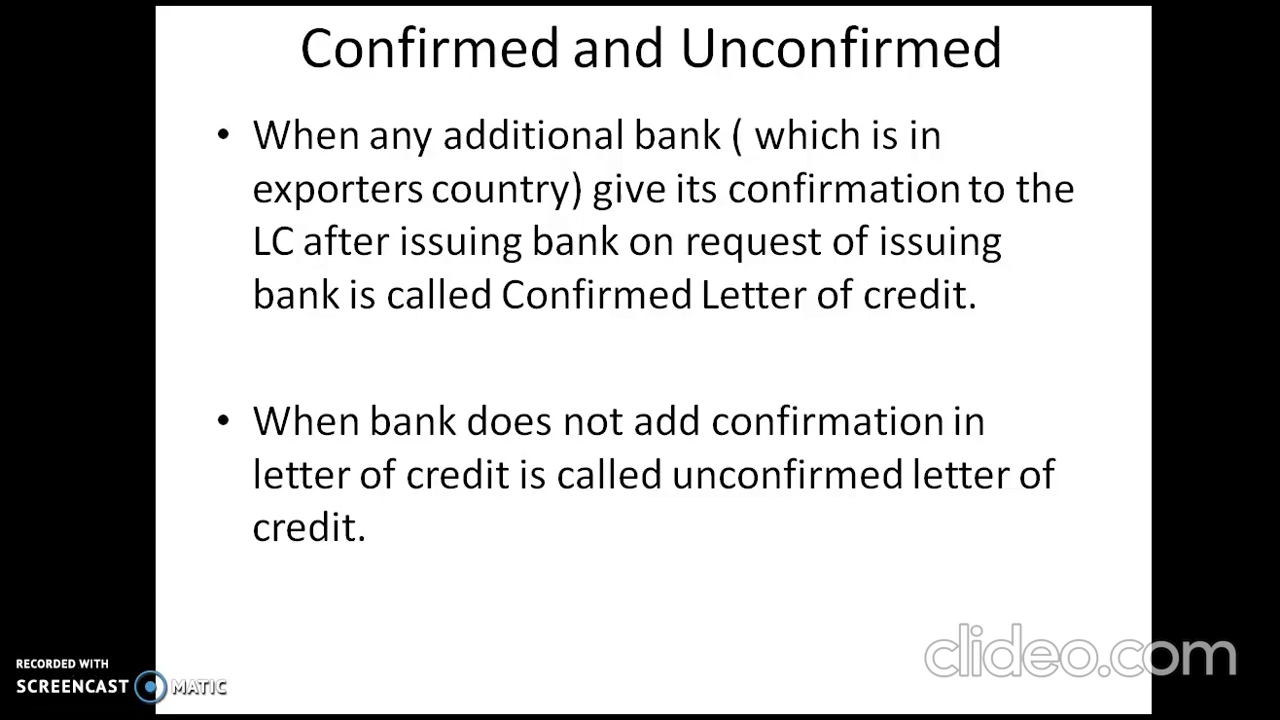 Confirmed and Unconfirmed
• When any additional bank ( which is in
exporters country) give its confirmation to the
LC after issuing bank on request of issuing
bank is called Confirmed Letter of credit.
• When bank does not add confirmation in
letter of credit is called unconfirmed letter of
credit.
clideo.com
RECORDED WITH
SCREENCAST MATIC